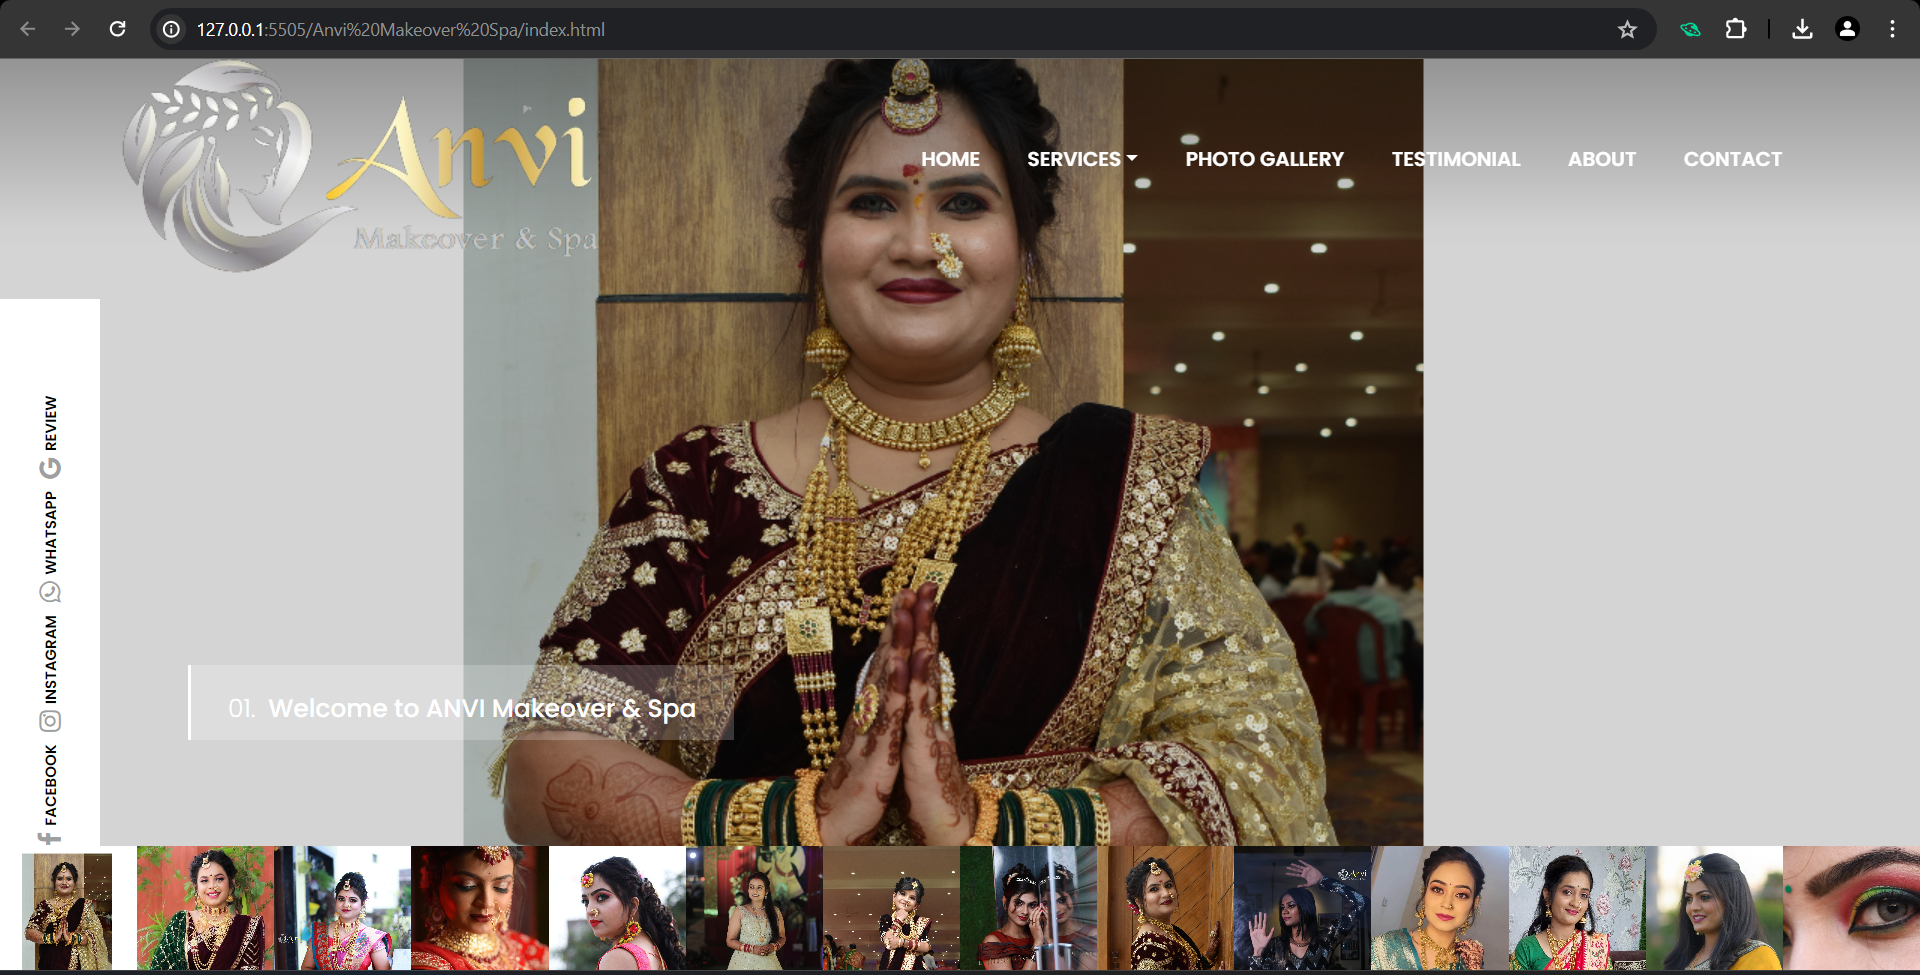 127.0.0.1:5505/Anvi%20Makeover%20Spa/index.html
Anvi
Makeover & Spa
HOME SERVICES PHOTO GALLERY TESTIMONIAL ABOUT CONTACT
REVIEW
WHATSAPP
INSTAGRAM
FACEBOOK
01. Welcome to ANVI Makeover & Spa
Anvi